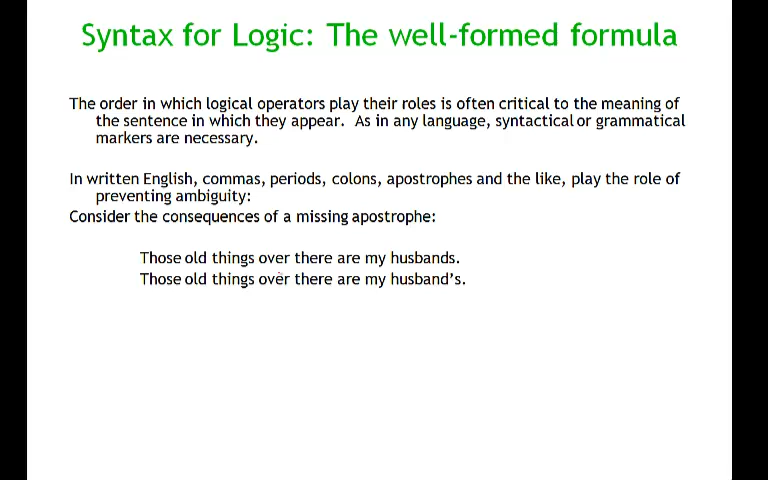 Syntax for Logic: The well-formed formula
The order in which logical operators play their roles is often critical to the meaning of
the sentence in which they appear. As in any language, syntactical or grammatical
markers are necessary.
In written English, commas, periods, colons, apostrophes and the like, play the role of
preventing ambiguity:
Consider the consequences of a missing apostrophe:
Those old things over there are my husbands.
Those old things over there are my husband’s.